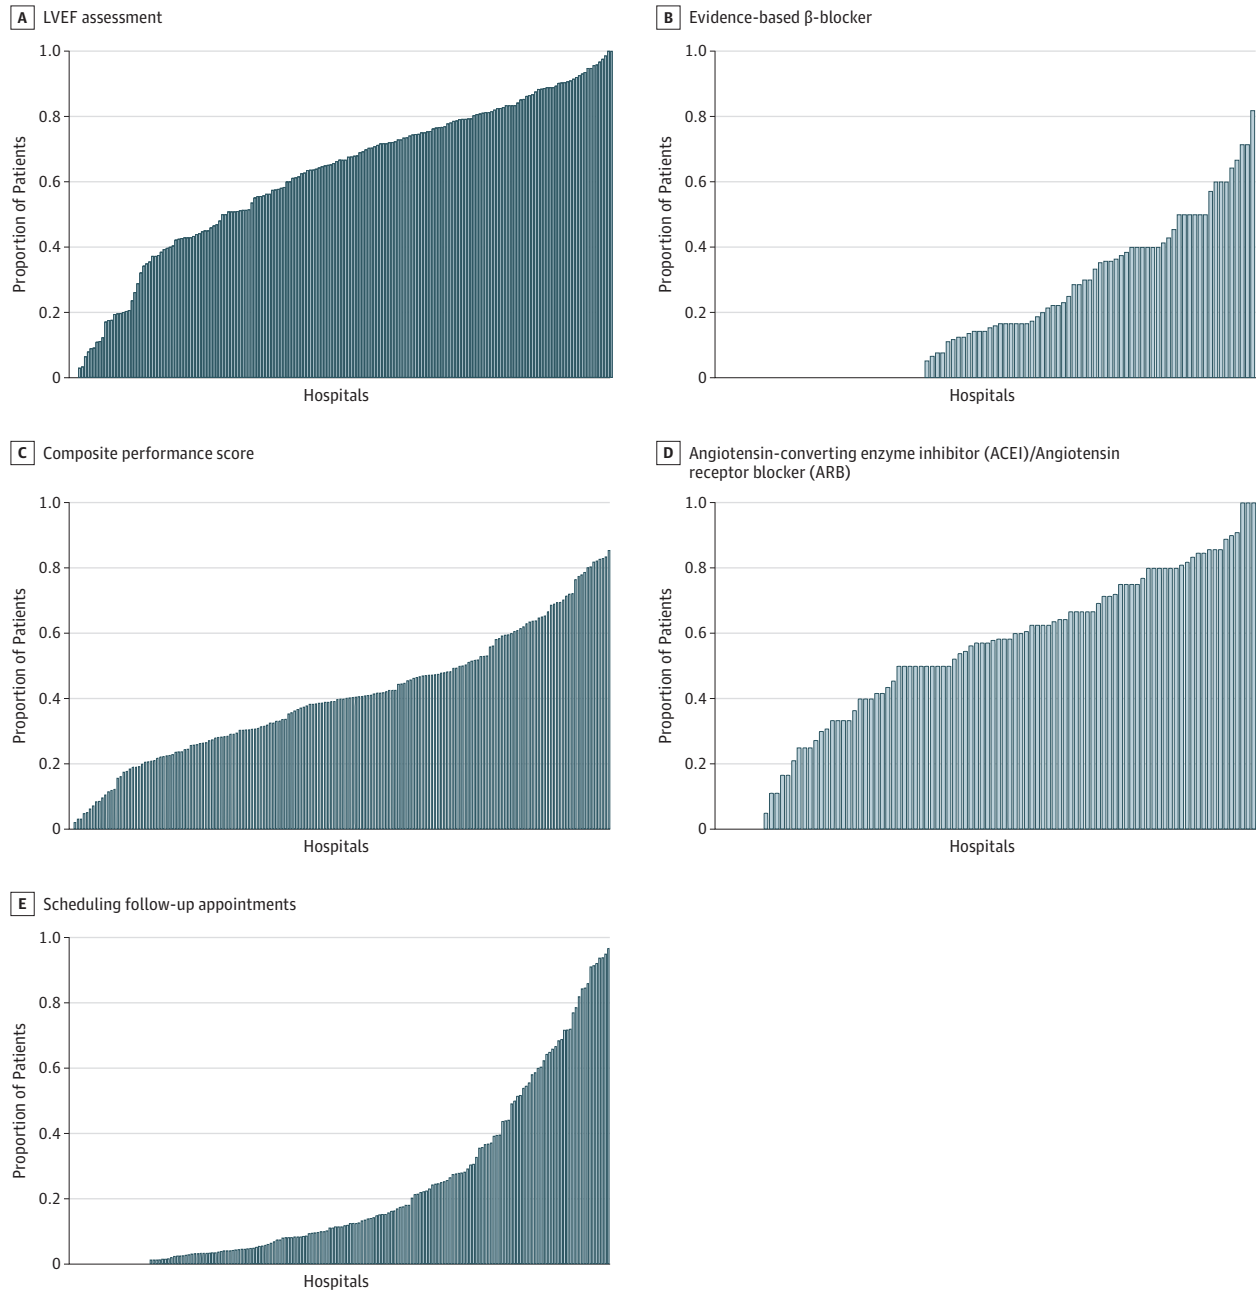 A LVEF assessment
1.0
0.8
0.6
0.4
0.2
0
Proportion of Patients
Hospitals
B Evidence-based β-blocker
1.0
0.8
0.6
0.4
0.2
0
Proportion of Patients
Hospitals
C Composite performance score
1.0
0.8
0.6
0.4
0.2
0
Proportion of Patients
Hospitals
D Angiotensin-converting enzyme inhibitor (ACEI)/Angiotensin
receptor blocker (ARB)
1.0
0.8
0.6
0.4
0.2
0
Proportion of Patients
Hospitals
E Scheduling follow-up appointments
1.0
0.8
0.6
0.4
0.2
0
Proportion of Patients
Hospitals